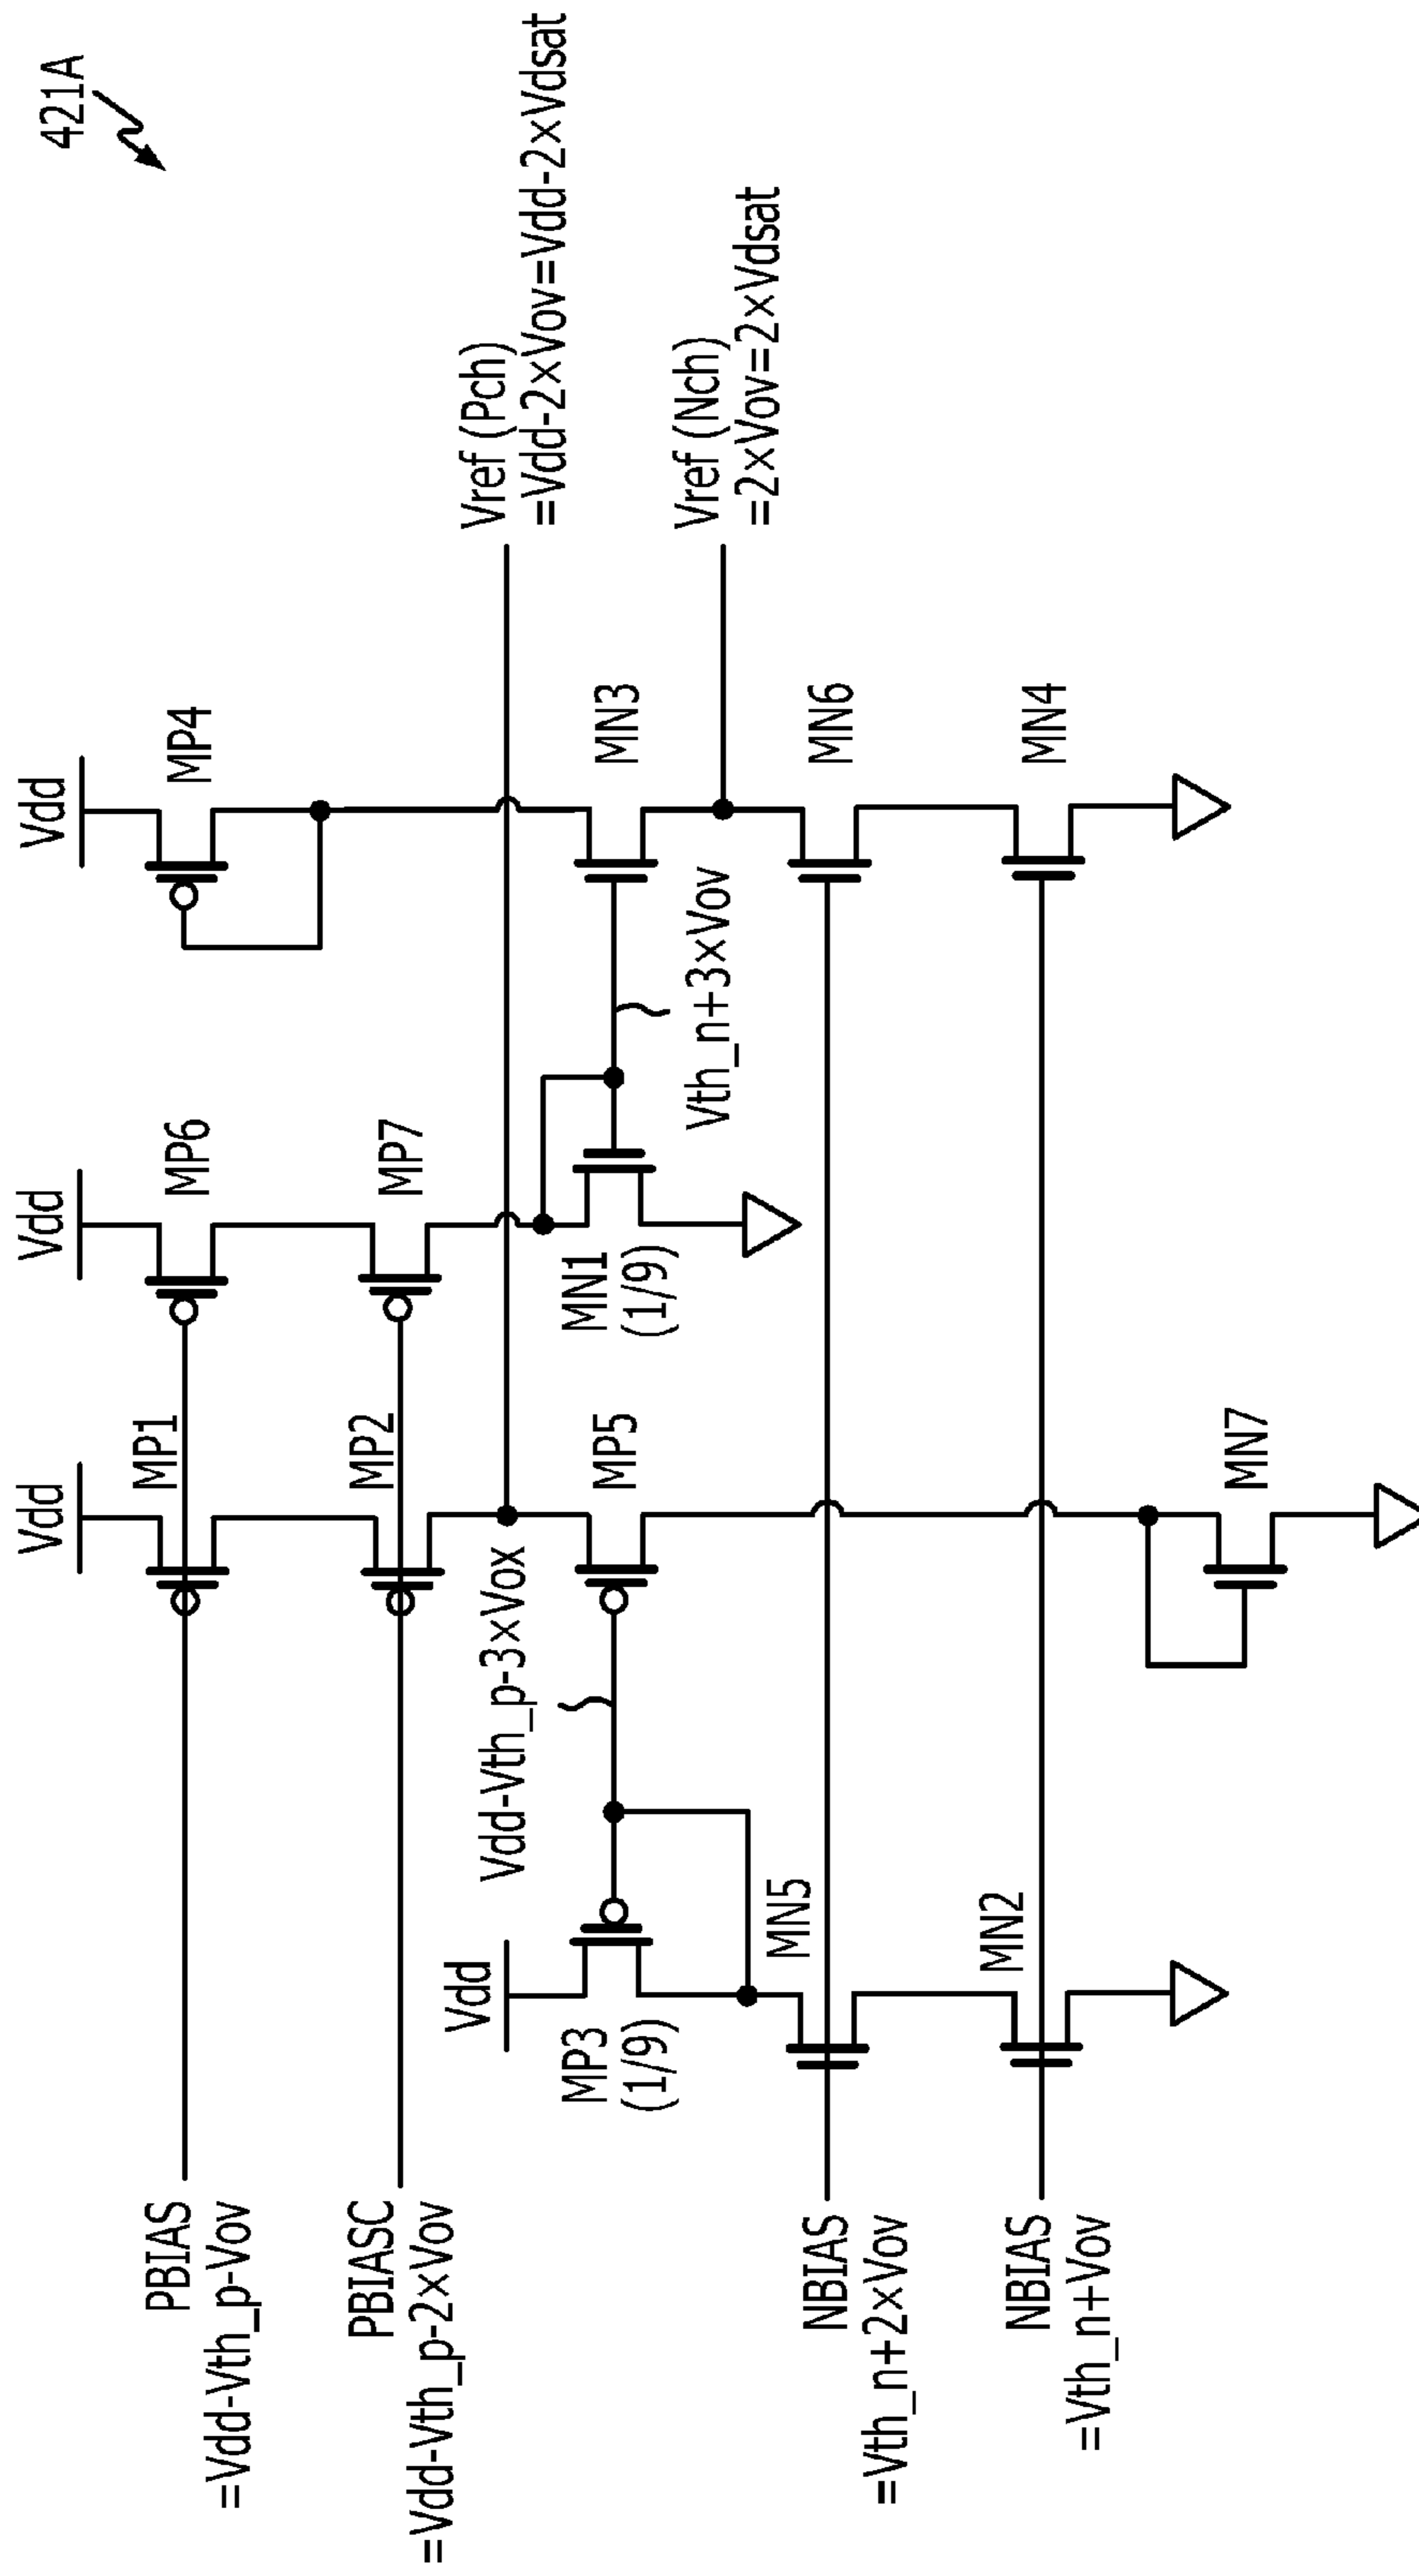 421A
Vdd
MP4
Vdd
MP6
Vdd
MP1
MP7
MP2
PBIAS
=Vdd-Vth_p-Vov
PBIASC
=Vdd-Vth_p-2×Vov
Vref (Pch)
=Vdd-2×Vov=Vdd-2×Vdsat
Vdd
Vdd-Vth_p-3×Vox
MP3
(1/9)
MP5
MN1
(1/9)
MN3
Vth_n+3×Vov
Vref (Nch)
=2×Vov=2×Vdsat
MN5
MN6
NBIAS
=Vth_n+2×Vov
MN2
MN4
NBIAS
=Vth_n+Vov
MN7